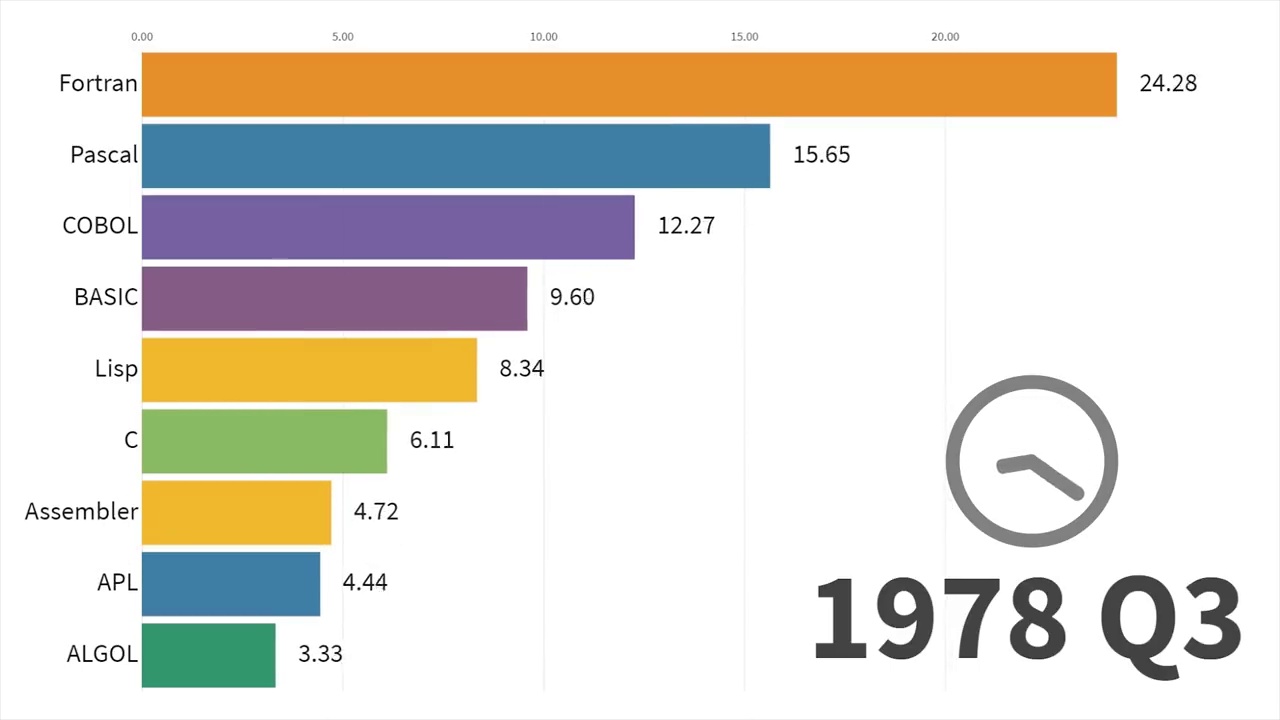 0.00 5.00 10.00 15.00 20.00
Fortran 24.28
Pascal 15.65
COBOL 12.27
BASIC 9.60
Lisp 8.34
C 6.11
Assembler 4.72
APL 4.44
ALGOL 3.33
1978 Q3